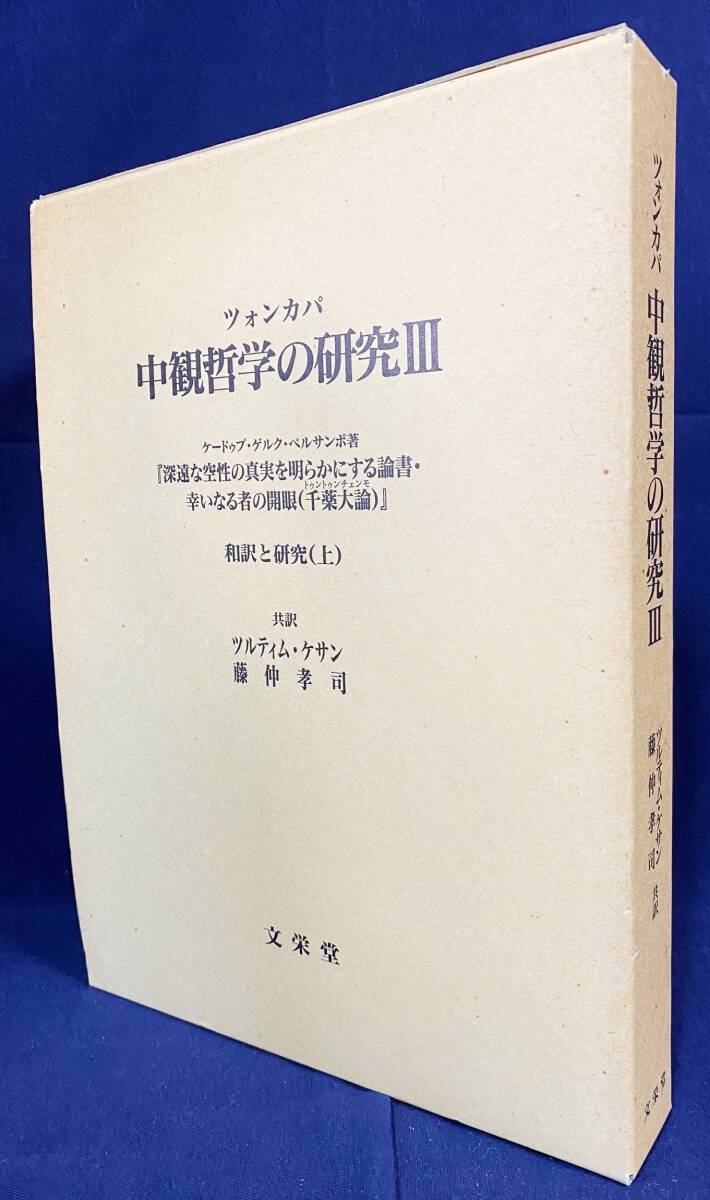 ツォンカパ
中観哲学の研究III
ケードゥプ・ゲルク・ペルサンポ著
『深遠な空性の真実を明らかにする論書・
幸いなる者の開眼(千薬大論)』
トゥントゥンチェンモ
和訳と研究(上)
共訳
ツルティム・ケサン
藤仲孝司
文栄堂
ツォンカパ 中観哲学の研究III
ツルティム・ケサン
藤仲孝司
共訳
文栄堂